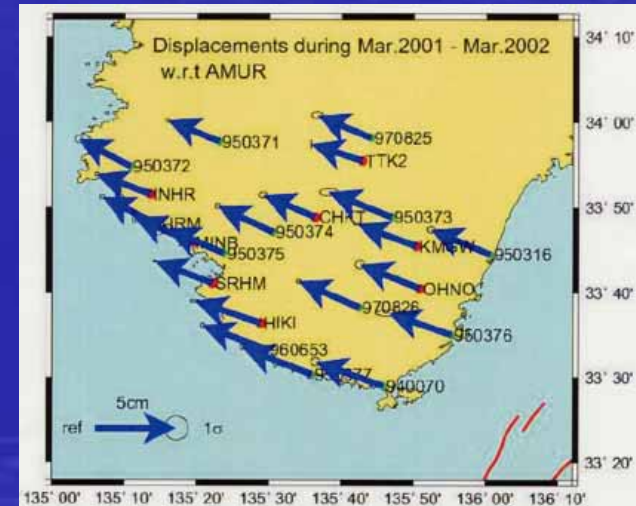 Displacements during Mar.2001 - Mar.2002
w.r.t AMUR
34° 10'
34° 00'
33° 50'
33° 40'
33° 30'
33° 20'
950371
970825
TTK2
950372
INHR
CHKT
950373
950374
KMGW
950316
MINB
950375
SRHM
OHNO
970826
HIKI
950376
960653
940070
5cm
ref
1σ
135° 00'
135° 10'
135° 20'
135° 30'
135° 40'
135° 50'
136° 00'
136° 10'